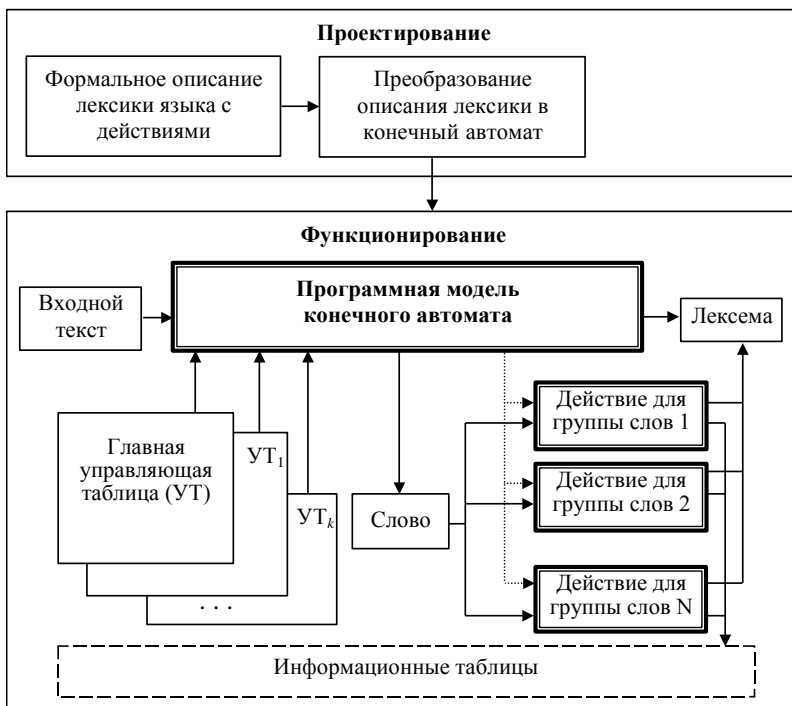 Проектирование
Формальное описание
лексики языка с
действиями
Преобразование
описания лексики в
конечный автомат
Функционирование
Входной
текст
Программная модель
конечного автомата
Лексема
Главная
управляющая
таблица (УТ)
УТ₁
УТₖ
. . .
Слово
Действие для
группы слов 1
Действие для
группы слов 2
Действие для
группы слов N
Информационные таблицы